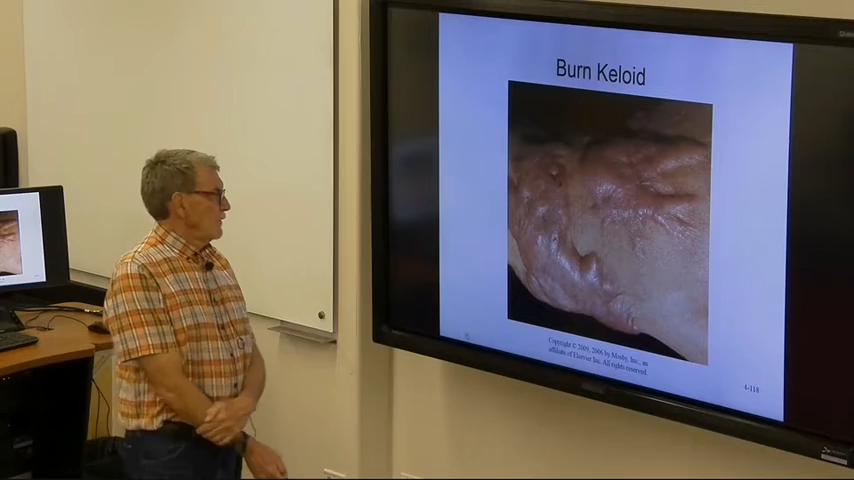 Burn Keloid
Copyright © 2009, 2006 by Mosby, Inc., an
affiliate of Elsevier Inc. All rights reserved.
4-118